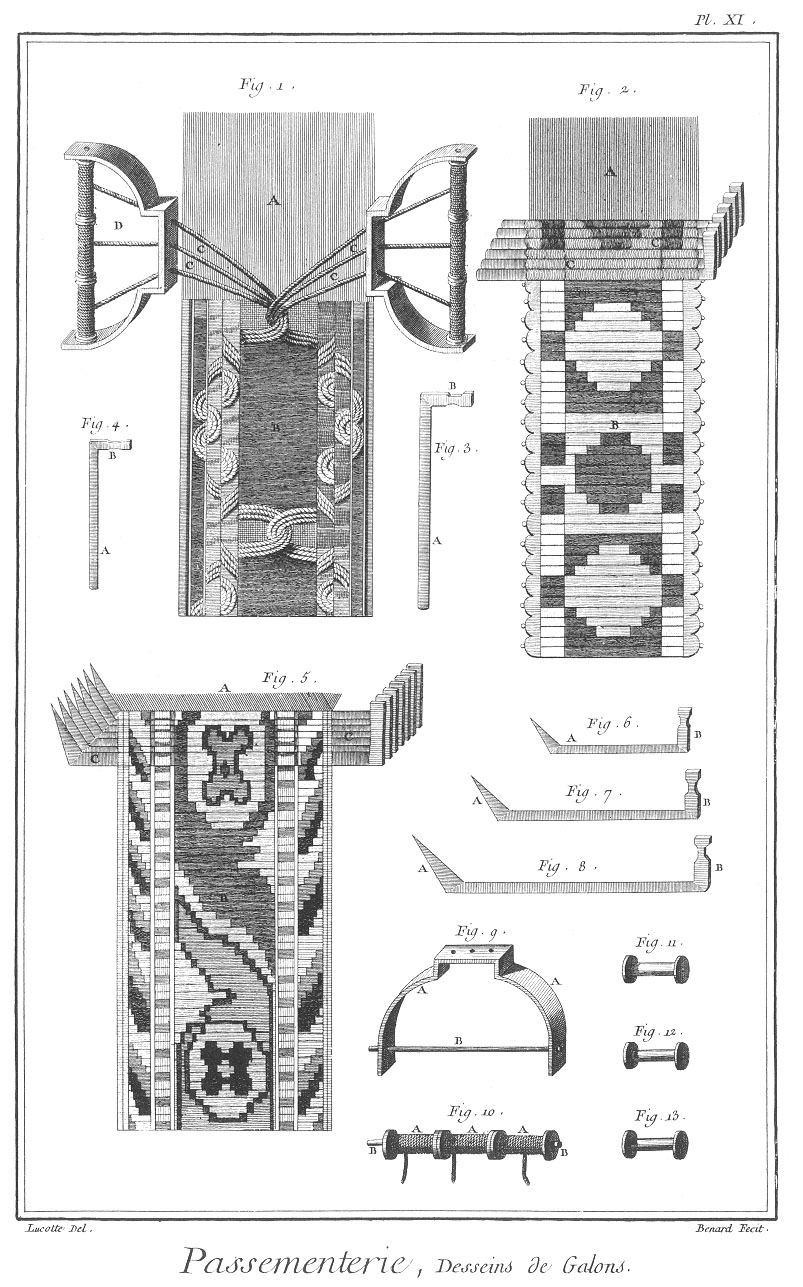 Pl. XI.
Fig. 1.
Fig. 2.
A
A
D
C
C
C
C
C
C
B
Fig. 4.
B
A
B
Fig. 3.
A
B
Fig. 5.
A
C
C
B
Fig. 6.
A
B
Fig. 7.
A
B
Fig. 8.
A
B
Fig. 9.
A
A
B
Fig. 11.
Fig. 12.
Fig. 10.
A A A
B B
Fig. 13.
Lucotte Del.
Benard Fecit.
Passementerie, Desseins de Galons.